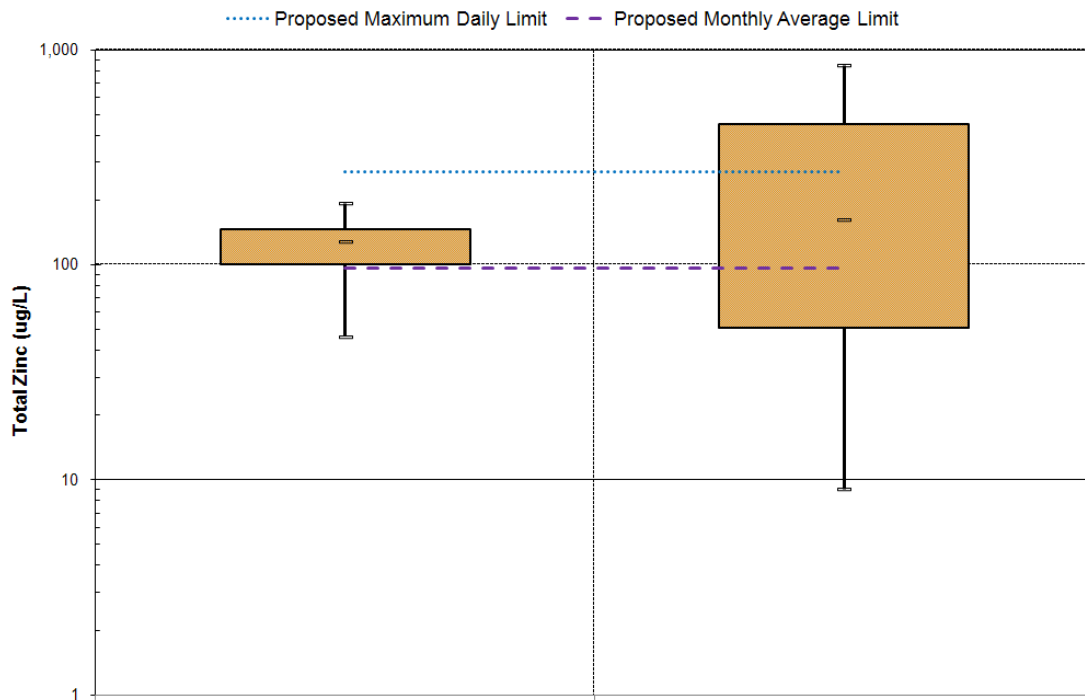 Proposed Maximum Daily Limit Proposed Monthly Average Limit
1,000
100
10
1
Total Zinc (ug/L)